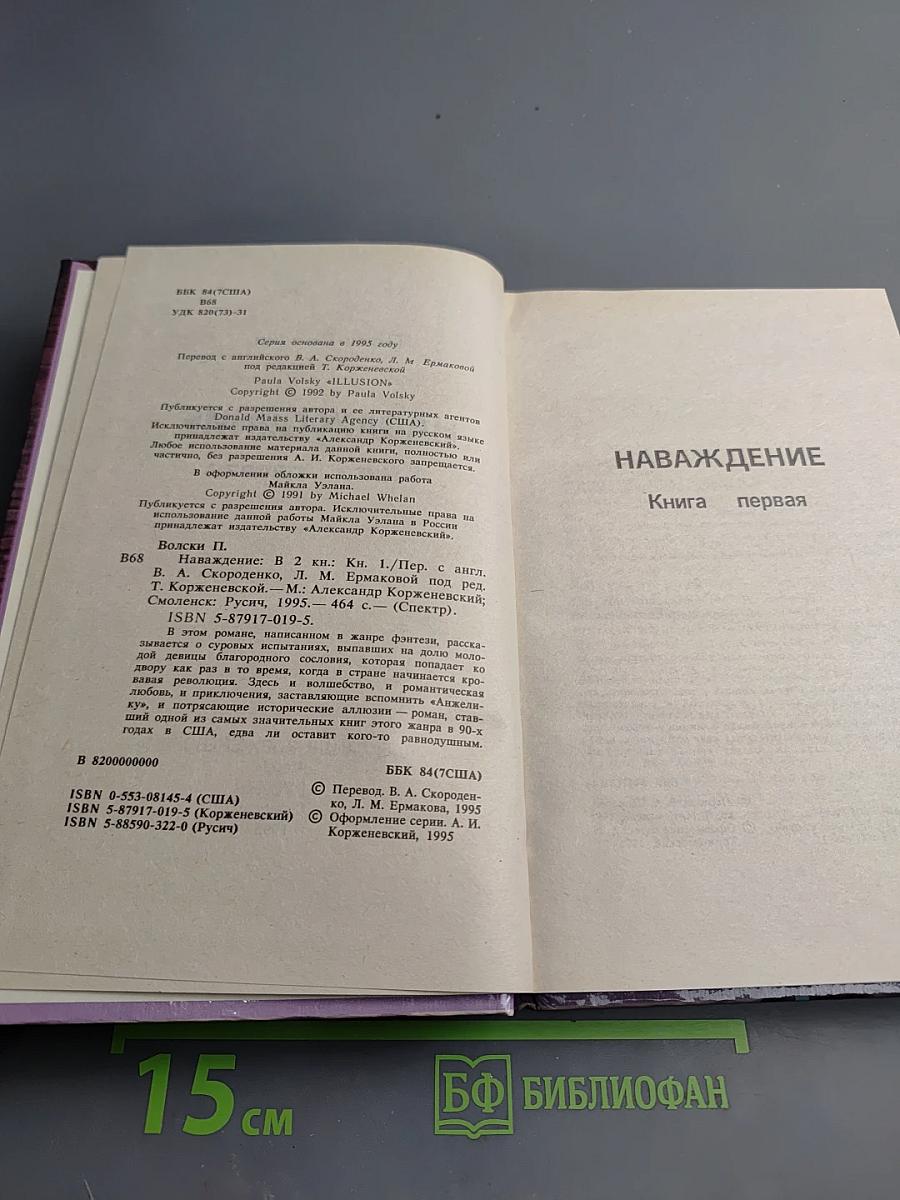 ББК 84(7США)
В68
УДК 820(73)-31
Серия основана в 1995 году
Перевод с английского В. А. Скороденко, Л. М Ермаковой
под редакцией Т. Корженевской
Paula Volsky «ILLUSION»
Copyright © 1992 by Paula Volsky
Публикуется с разрешения автора и ее литературных агентов
Donald Maass Literary Agency (США).
Исключительные права на публикацию книги на русском языке
принадлежат издательству «Александр Корженевский».
Любое использование материала данной книги, полностью или
частично, без разрешения А. И. Корженевского запрещается.
В оформлении обложки использована работа
Майкла Уэлана.
Copyright © 1991 by Michael Whelan
Публикуется с разрешения автора. Исключительные права на
использование данной работы Майкла Уэлана в России
принадлежат издательству «Александр Корженевский».
Волски П.
В68 Наваждение: В 2 кн.: Кн. 1./Пер. с англ.
В. А. Скороденко, Л. М. Ермаковой под ред.
Т. Корженевской.— М.: Александр Корженевский;
Смоленск: Русич, 1995.— 464 с.— (Спектр).
ISBN 5-87917-019-5.
В этом романе, написанном в жанре фэнтези, расска-
зывается о суровых испытаниях, выпавших на долю моло-
дой девицы благородного сословия, которая попадает ко
двору как раз в то время, когда в стране начинается кро-
вавая революция. Здесь и волшебство, и романтическая
любовь, и приключения, заставляющие вспомнить «Анжели-
ку», и потрясающие исторические аллюзии — роман, став-
ший одной из самых значительных книг этого жанра в 90-х
годах в США, едва ли оставит кого-то равнодушным.
В 8200000000
ББК 84(7США)
ISBN 0-553-08145-4 (США)
ISBN 5-87917-019-5 (Корженевский)
ISBN 5-88590-322-0 (Русич)
© Перевод. В. А. Скороден-
ко, Л. М. Ермакова, 1995
© Оформление серии. А. И.
Корженевский, 1995
НАВАЖДЕНИЕ
Книга первая
15 см
БФ БИБЛИОФАН